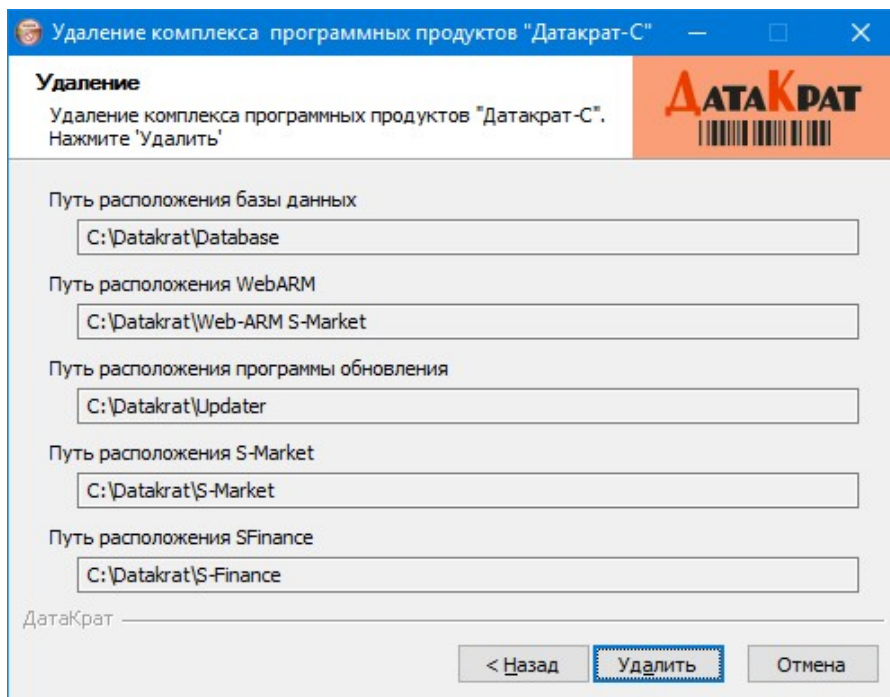 Удаление комплекса программных продуктов "Датакрат-С"
Удаление
Удаление комплекса программных продуктов "Датакрат-С".
Нажмите 'Удалить'
ДАТАКРАТ
Путь расположения базы данных
C:\Datakrat\Database
Путь расположения WebARM
C:\Datakrat\Web-ARM S-Market
Путь расположения программы обновления
C:\Datakrat\Updater
Путь расположения S-Market
C:\Datakrat\S-Market
Путь расположения SFinance
C:\Datakrat\S-Finance
ДатаКрат
< Назад Удалить Отмена